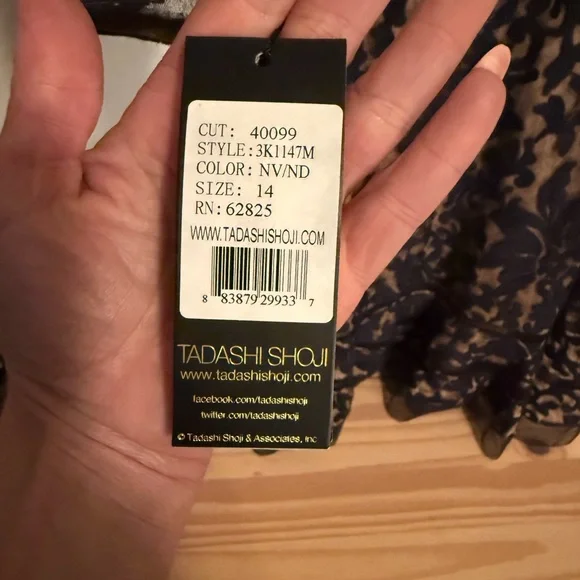 CUT: 40099
STYLE:3K1147M
COLOR: NV/ND
SIZE: 14
RN: 62825
WWW.TADASHISHOJI.COM
8 83879 29933 7
TADASHI SHOJI
www.tadashishoji.com
facebook.com/tadashishoji
twitter.com/tadashishoji
© Tadashi Shoji & Associates, Inc